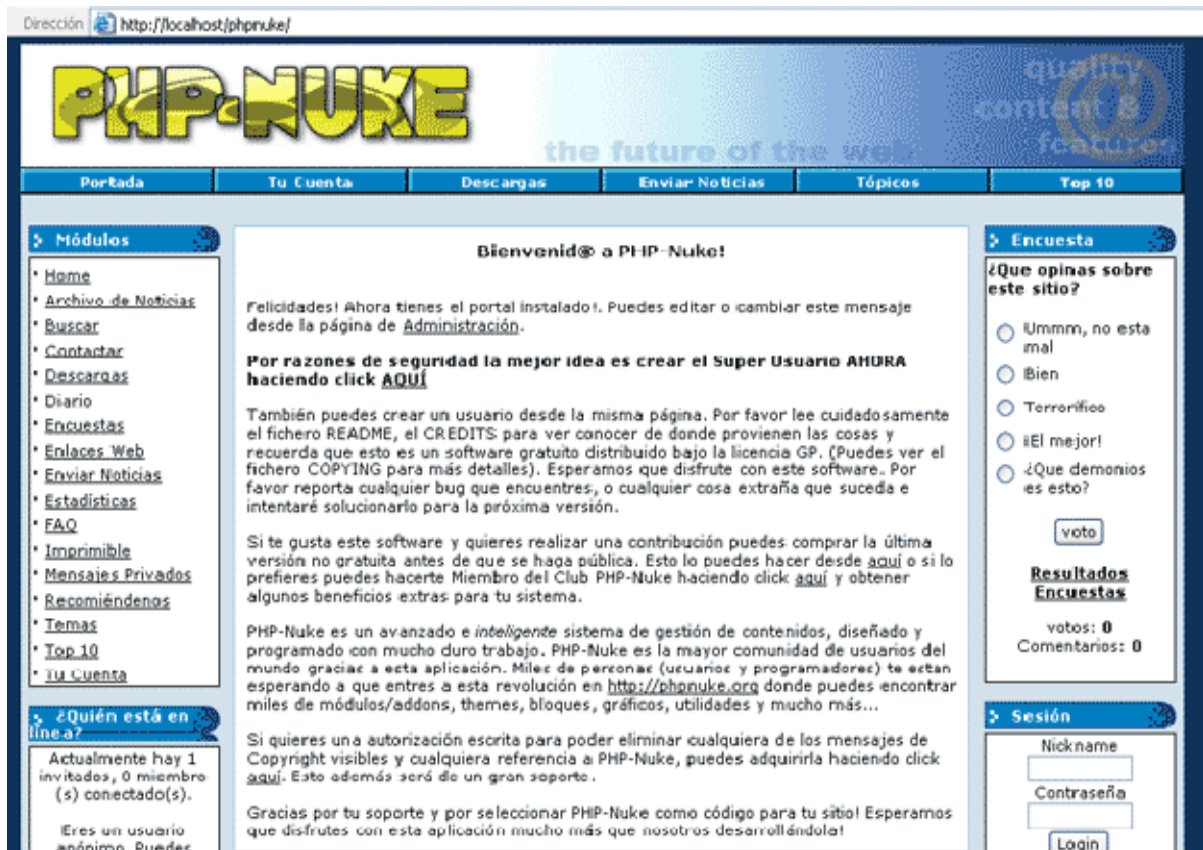 Dirección http://localhost/phpnuke/
PHP-NUKE
quality
content &
features
the future of the web
Portada Tu Cuenta Descargas Enviar Noticias Tópicos Top 10
Módulos
· Home
· Archivo de Noticias
· Buscar
· Contactar
· Descargas
· Diario
· Encuestas
· Enlaces Web
· Enviar Noticias
· Estadísticas
· FAQ
· Imprimible
· Mensajes Privados
· Recomiéndenos
· Temas
· Top 10
· Tu Cuenta
¿Quién está en
línea?
Actualmente hay 1
invitados, 0 miembro
(s) conectado(s).
Eres un usuario
anónimo. Puedes
Bienvenid@ a PHP-Nuke!
Felicidades! Ahora tienes el portal instalado!. Puedes editar o cambiar este mensaje
desde la página de Administración.
Por razones de seguridad la mejor idea es crear el Super Usuario AHORA
haciendo click AQUÍ
También puedes crear un usuario desde la misma página. Por favor lee cuidadosamente
el fichero README, el CREDITS para ver conocer de donde provienen las cosas y
recuerda que esto es un software gratuito distribuido bajo la licencia GP. (Puedes ver el
fichero COPYING para más detalles). Esperamos que disfrute con este software. Por
favor reporta cualquier bug que encuentres, o cualquier cosa extraña que suceda e
intentaré solucionarlo para la próxima versión.
Si te gusta este software y quieres realizar una contribución puedes comprar la última
versión no gratuita antes de que se haga pública. Esto lo puedes hacer desde aquí o si lo
prefieres puedes hacerte Miembro del Club PHP-Nuke haciendo click aquí y obtener
algunos beneficios extras para tu sistema.
PHP-Nuke es un avanzado e inteligente sistema de gestión de contenidos, diseñado y
programado con mucho duro trabajo. PHP-Nuke es la mayor comunidad de usuarios del
mundo gracias a esta aplicación. Miles de personas (usuarios y programadores) te estan
esperando a que entres a esta revolución en http://phpnuke.org donde puedes encontrar
miles de módulos/addons, themes, bloques, gráficos, utilidades y mucho más...
Si quieres una autorización escrita para poder eliminar cualquiera de los mensajes de
Copyright visibles y cualquiera referencia a PHP-Nuke, puedes adquirirla haciendo click
aquí. Esto además será de un gran soporte.
Gracias por tu soporte y por seleccionar PHP-Nuke como código para tu sitio! Esperamos
que disfrutes con esta aplicación mucho más que nosotros desarrollándola!
Encuesta
¿Que opinas sobre
este sitio?
Ummm, no esta
mal
Bien
Terrorífico
¡El mejor!
¿Que demonios
es esto?
voto
Resultados
Encuestas
votos: 0
Comentarios: 0
Sesión
Nickname
Contraseña
Login